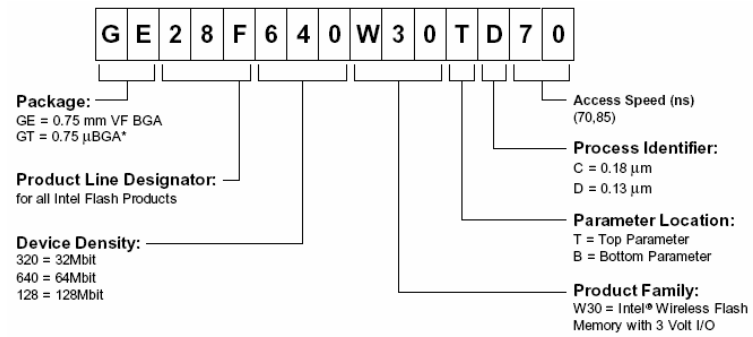 G E 2 8 F 6 4 0 W 3 0 T D 7 0
Package:
GE = 0.75 mm VF BGA
GT = 0.75 µBGA*
Product Line Designator:
for all Intel Flash Products
Device Density:
320 = 32Mbit
640 = 64Mbit
128 = 128Mbit
Access Speed (ns)
(70,85)
Process Identifier:
C = 0.18 µm
D = 0.13 µm
Parameter Location:
T = Top Parameter
B = Bottom Parameter
Product Family:
W30 = Intel® Wireless Flash
Memory with 3 Volt I/O